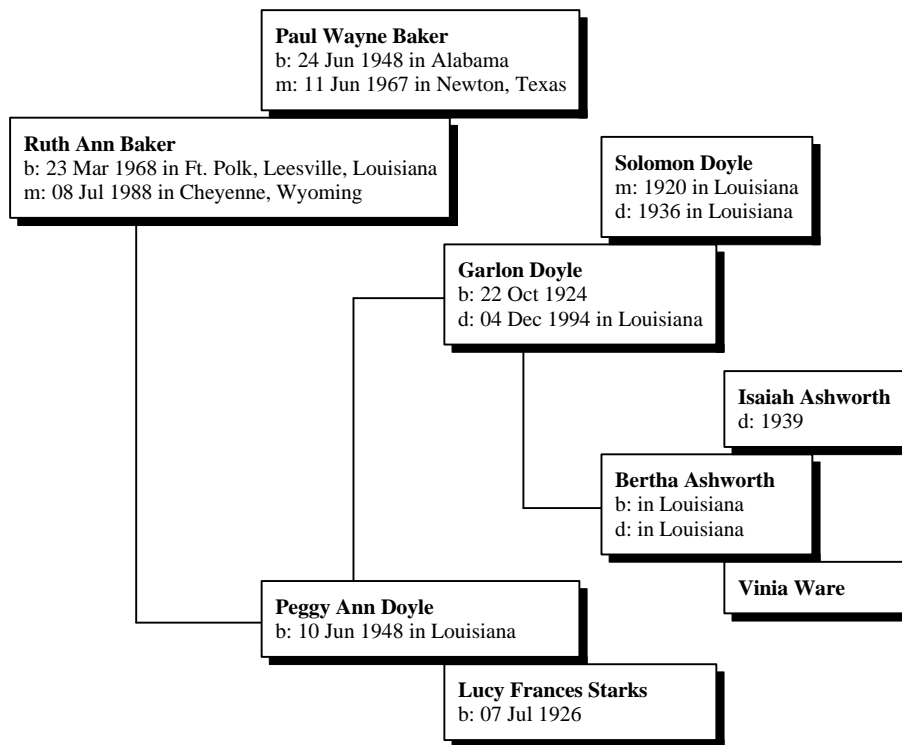 Paul Wayne Baker
b: 24 Jun 1948 in Alabama
m: 11 Jun 1967 in Newton, Texas
Ruth Ann Baker
b: 23 Mar 1968 in Ft. Polk, Leesville, Louisiana
m: 08 Jul 1988 in Cheyenne, Wyoming
Solomon Doyle
m: 1920 in Louisiana
d: 1936 in Louisiana
Garlon Doyle
b: 22 Oct 1924
d: 04 Dec 1994 in Louisiana
Isaiah Ashworth
d: 1939
Bertha Ashworth
b: in Louisiana
d: in Louisiana
Vinia Ware
Peggy Ann Doyle
b: 10 Jun 1948 in Louisiana
Lucy Frances Starks
b: 07 Jul 1926